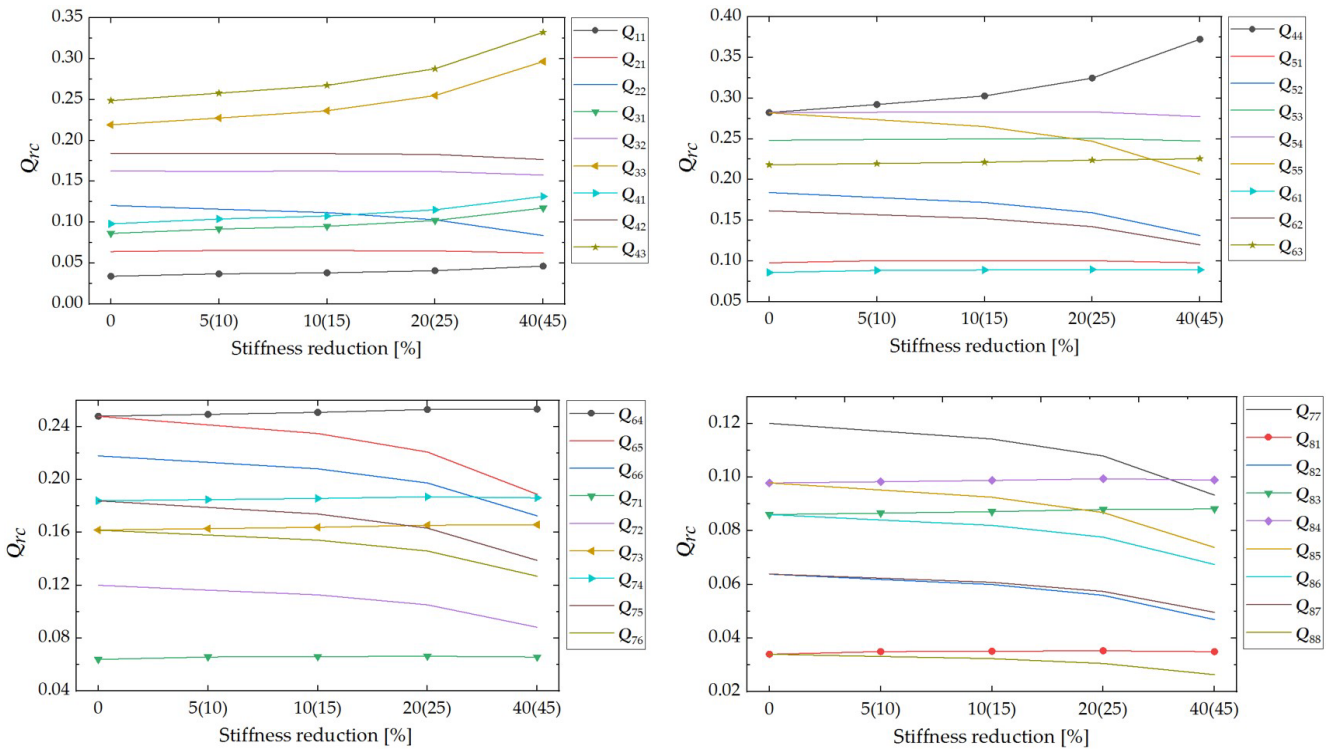 0.35
0.30
0.25
0.20
0.15
0.10
0.05
0.00
Qrc
0 5(10) 10(15) 20(25) 40(45)
Stiffness reduction [%]
Q11
Q21
Q22
Q31
Q32
Q33
Q41
Q42
Q43
0.40
0.35
0.30
0.25
0.20
0.15
0.10
0.05
Qrc
0 5(10) 10(15) 20(25) 40(45)
Stiffness reduction [%]
Q44
Q51
Q52
Q53
Q54
Q55
Q61
Q62
Q63
0.24
0.20
0.16
0.12
0.08
0.04
Qrc
0 5(10) 10(15) 20(25) 40(45)
Stiffness reduction [%]
Q64
Q65
Q66
Q71
Q72
Q73
Q74
Q75
Q76
0.12
0.10
0.08
0.06
0.04
0.02
Qrc
0 5(10) 10(15) 20(25) 40(45)
Stiffness reduction [%]
Q77
Q81
Q82
Q83
Q84
Q85
Q86
Q87
Q88